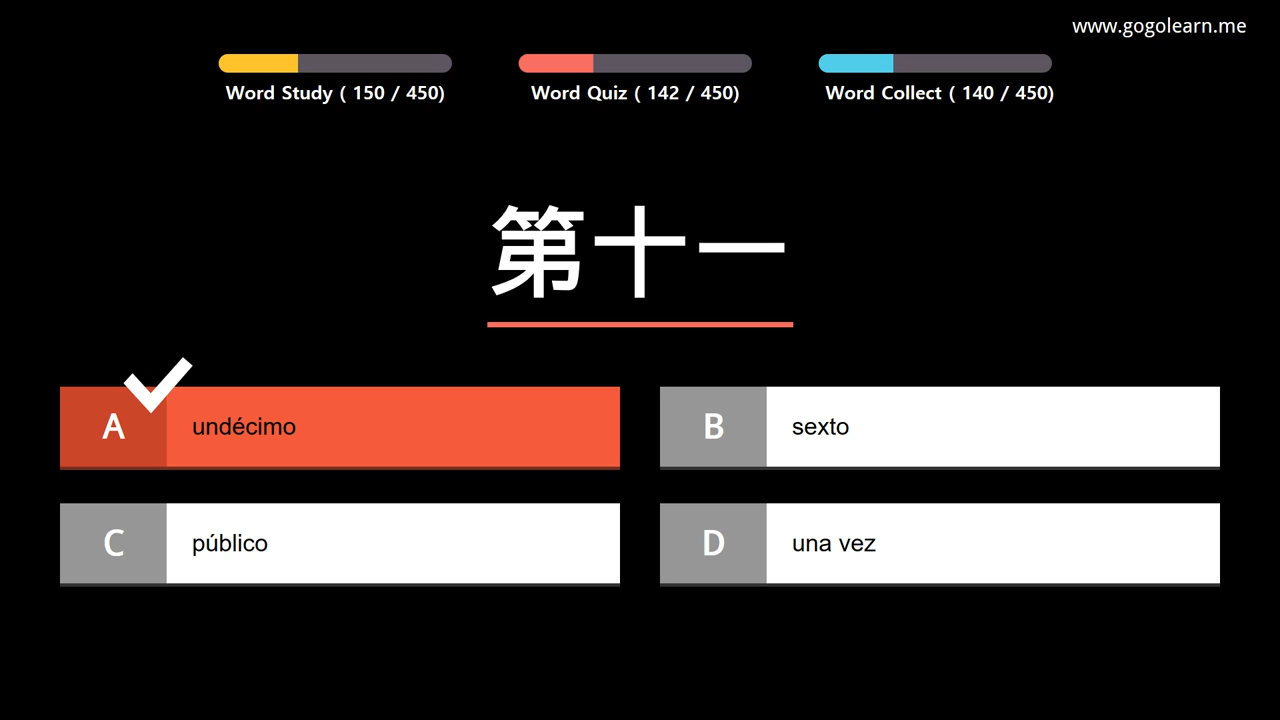 www.gogolearn.me
Word Study ( 150 / 450)
Word Quiz ( 142 / 450)
Word Collect ( 140 / 450)
第十一
A undécimo
B sexto
C público
D una vez